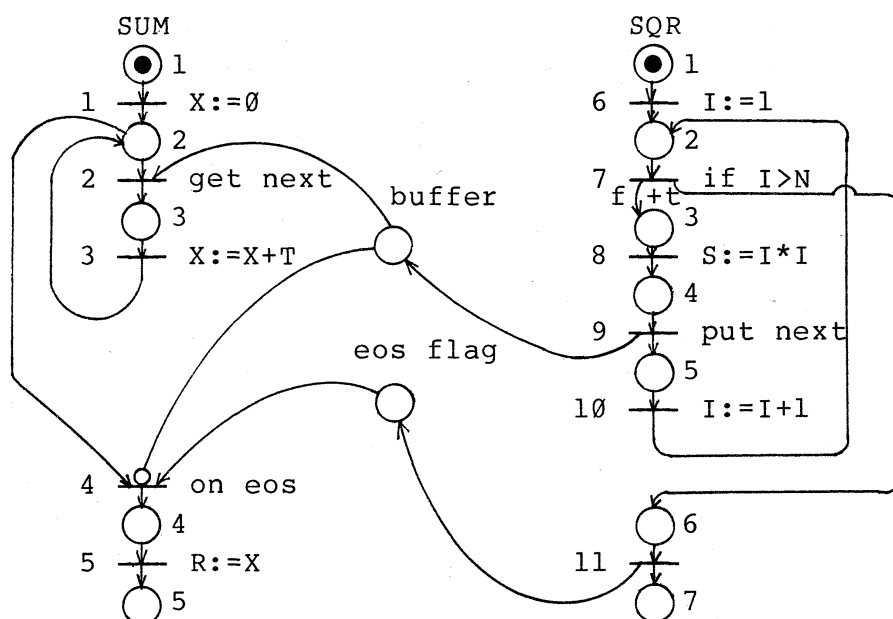 SUM SQR
1 1
1 X:=Ø 6 I:=1
2 2
2 get next 7 if I>N
buffer f +t
3 3
3 X:=X+T 8 S:=I*I
4
9 put next
eos flag
5
1Ø I:=I+1
4 on eos
4 6
5 R:=X 11
5 7